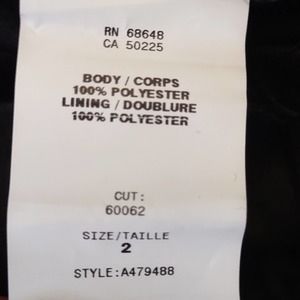 RN 68648
CA 50225
BODY / CORPS
100% POLYESTER
LINING / DOUBLURE
100% POLYESTER
CUT:
60062
SIZE/TAILLE
2
STYLE:A479488